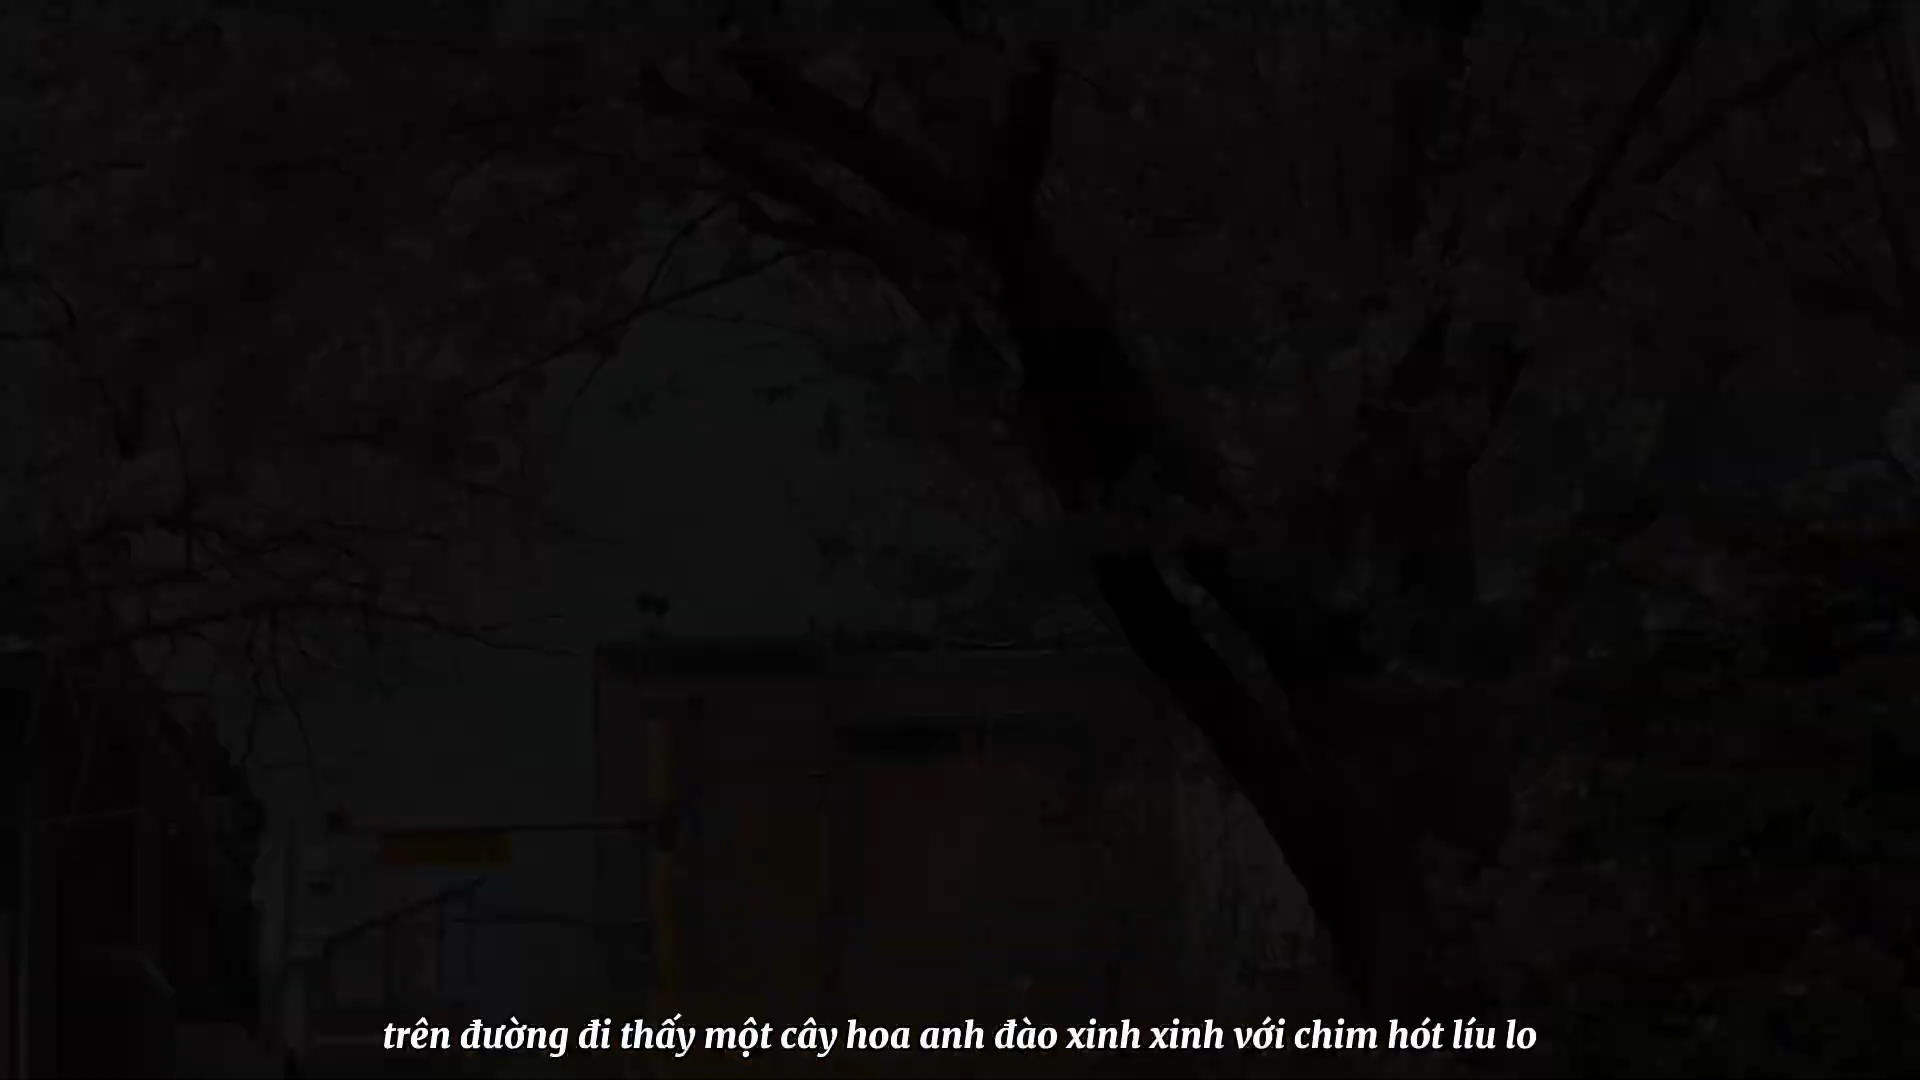 trên đường đi thấy một cây hoa anh đào xinh xinh với chim hót líu lo